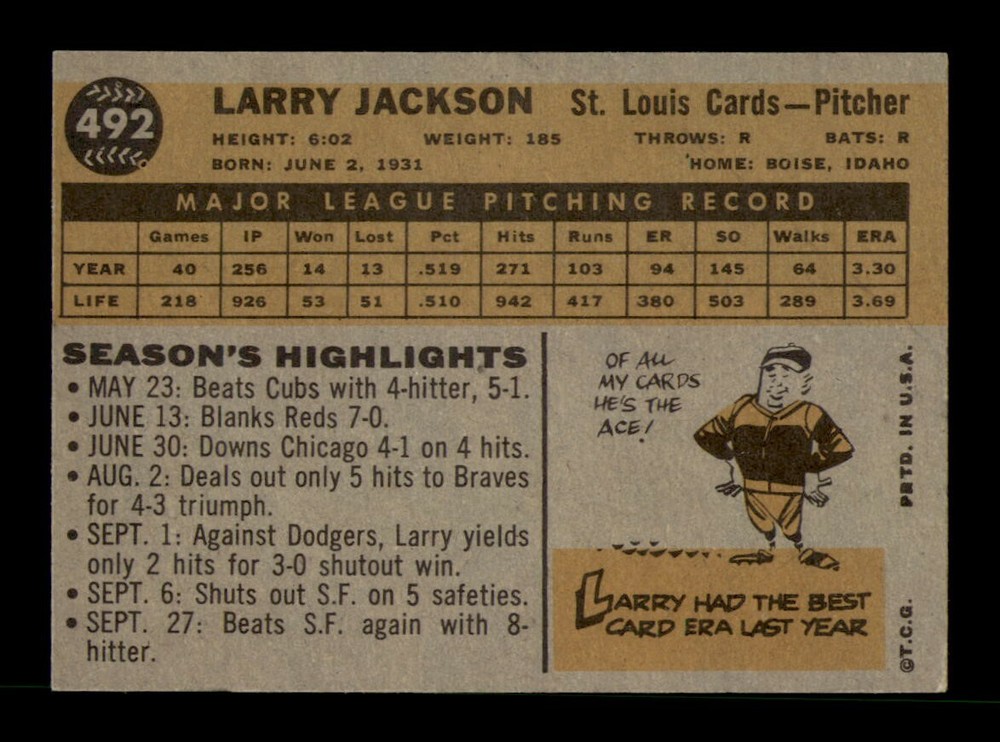 492
LARRY JACKSON St. Louis Cards—Pitcher
HEIGHT: 6:02 WEIGHT: 185 THROWS: R BATS: R
BORN: JUNE 2, 1931 HOME: BOISE, IDAHO
MAJOR LEAGUE PITCHING RECORD
Games IP Won Lost Pct Hits Runs ER SO Walks ERA
YEAR 40 256 14 13 .519 271 103 94 145 64 3.30
LIFE 218 926 53 51 .510 942 417 380 503 289 3.69
SEASON'S HIGHLIGHTS
• MAY 23: Beats Cubs with 4-hitter, 5-1.
• JUNE 13: Blanks Reds 7-0.
• JUNE 30: Downs Chicago 4-1 on 4 hits.
• AUG. 2: Deals out only 5 hits to Braves
for 4-3 triumph.
• SEPT. 1: Against Dodgers, Larry yields
only 2 hits for 3-0 shutout win.
• SEPT. 6: Shuts out S.F. on 5 safeties.
• SEPT. 27: Beats S.F. again with 8-
hitter.
OF ALL
MY CARDS
HE'S THE
ACE!
LARRY HAD THE BEST
CARD ERA LAST YEAR
PRTD. IN U.S.A.
©T.C.G.